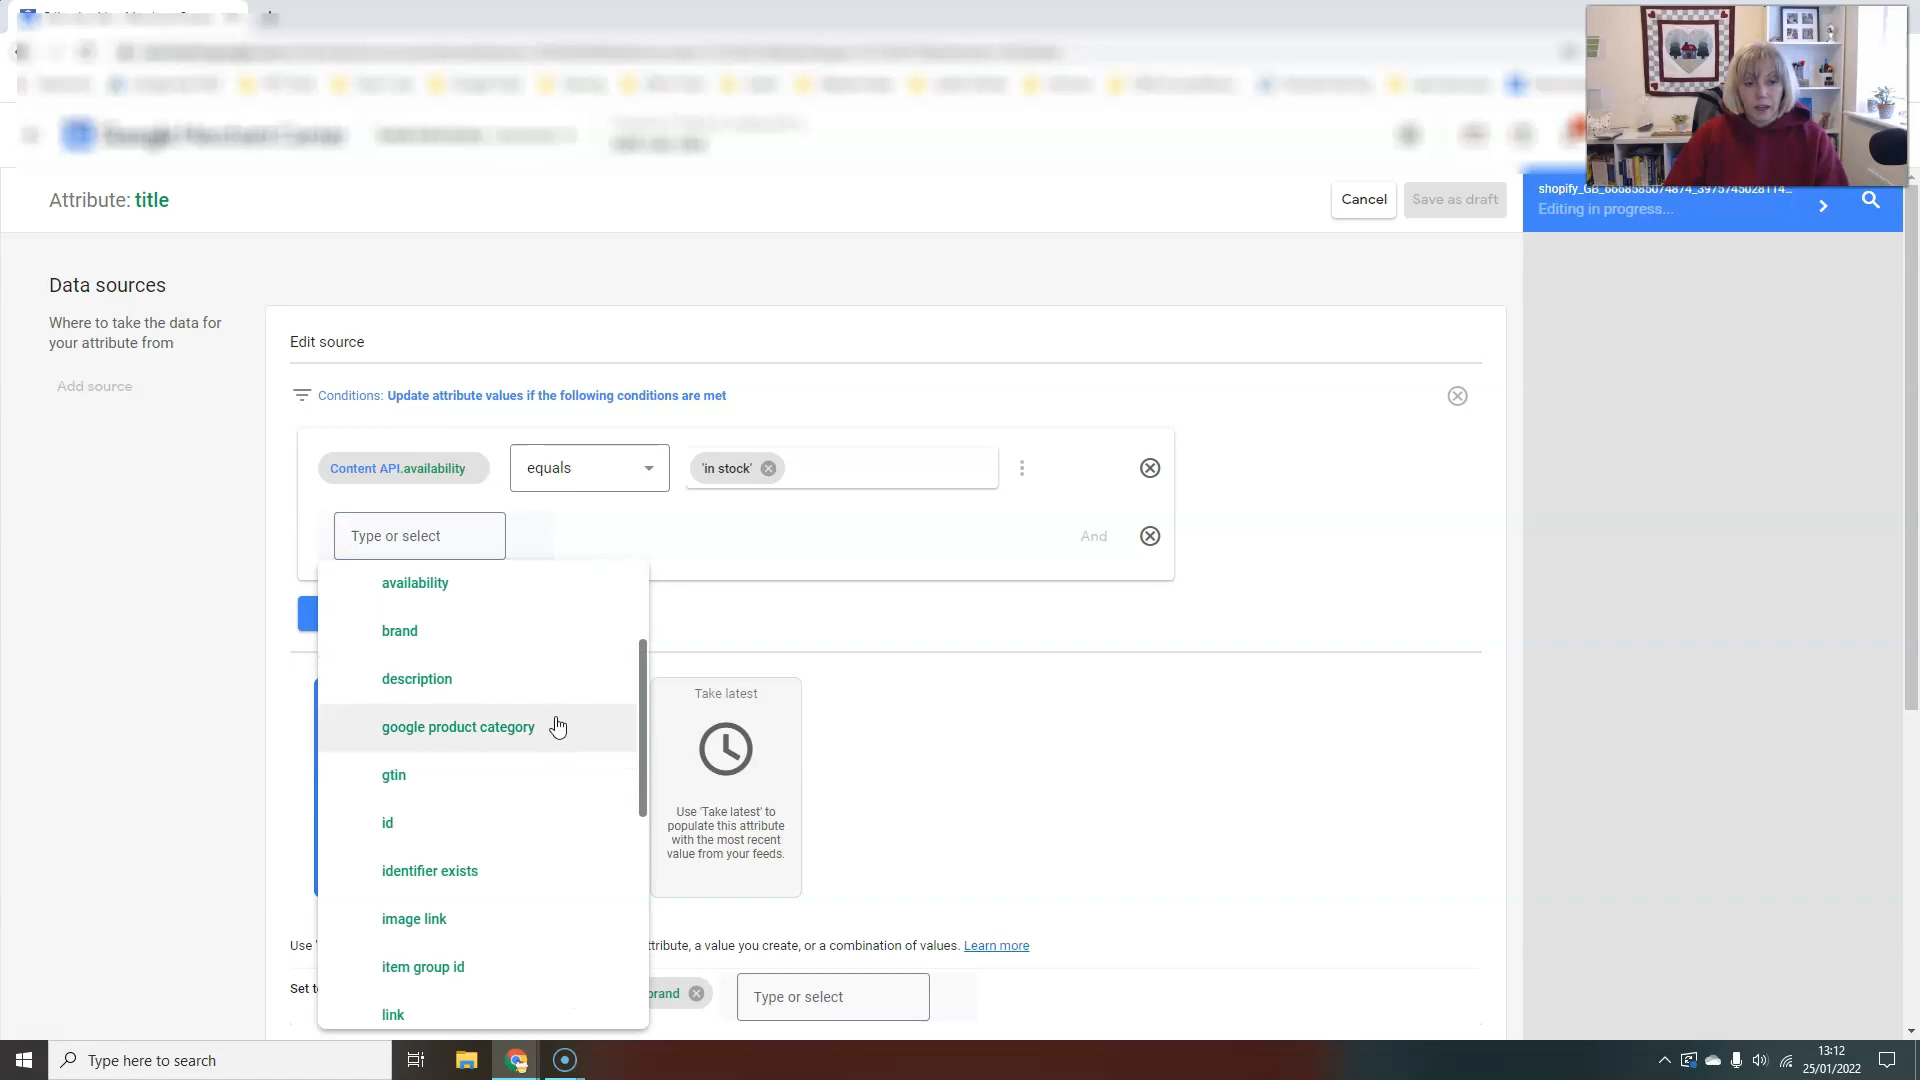 Attribute: title
Cancel
Save as draft
shopify_GB_6668585074874_3975745028114...
Editing in progress...
Data sources
Where to take the data for
your attribute from
Add source
Edit source
Conditions: Update attribute values if the following conditions are met
Content API.availability
equals
'in stock'
Type or select
And
availability
brand
description
google product category
gtin
id
identifier exists
image link
item group id
link
Take latest
Use 'Take latest' to
populate this attribute
with the most recent
value from your feeds.
Use '
ttribute, a value you create, or a combination of values. Learn more
Set t
brand
Type or select
Type here to search
13:12
25/01/2022